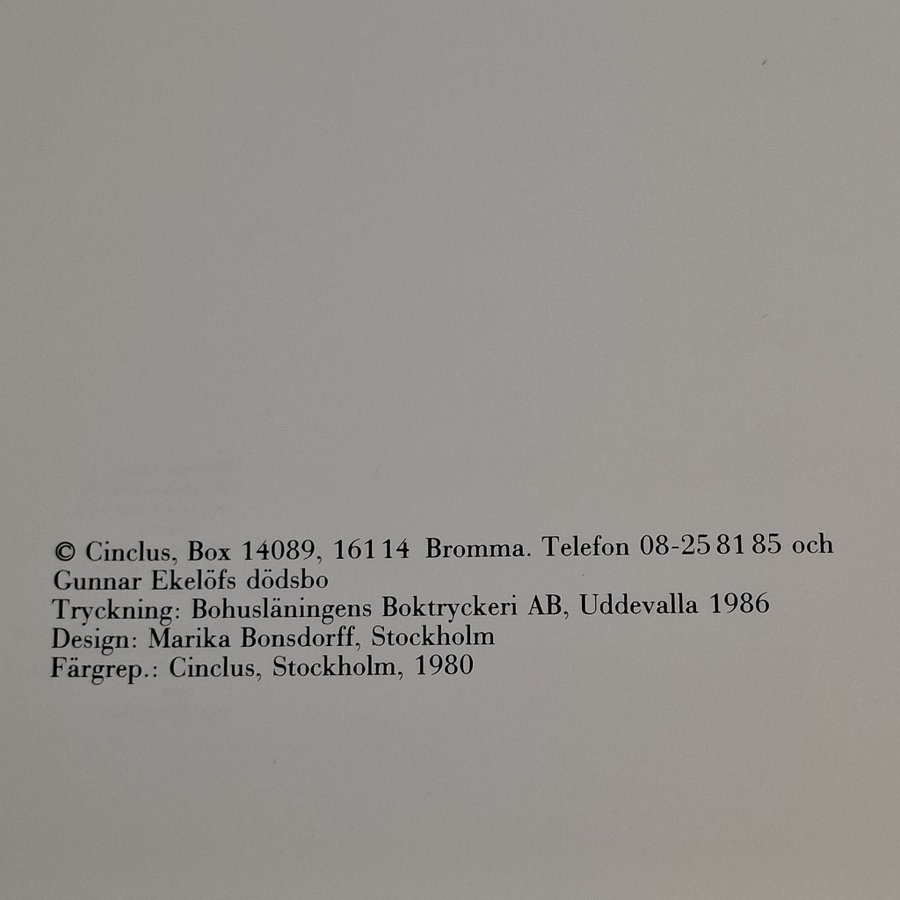 © Cinclus, Box 14089, 161 14 Bromma. Telefon 08-25 81 85 och
Gunnar Ekelöfs dödsbo
Tryckning: Bohusläningens Boktryckeri AB, Uddevalla 1986
Design: Marika Bonsdorff, Stockholm
Färgrep.: Cinclus, Stockholm, 1980